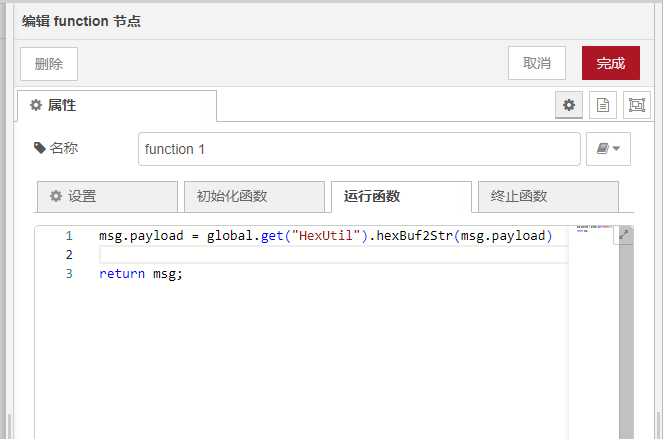 编辑 function 节点
删除
取消
完成
属性
名称
function 1
设置
初始化函数
运行函数
终止函数
1 msg.payload = global.get("HexUtil").hexBuf2Str(msg.payload)
2
3 return msg;